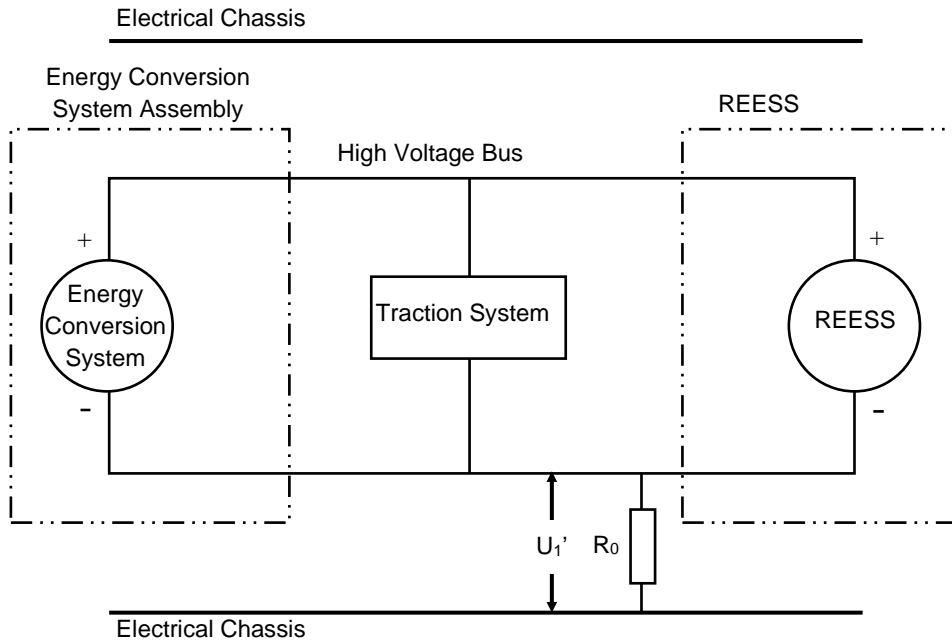 Electrical Chassis
Energy Conversion
System Assembly
REESS
High Voltage Bus
+
+
Energy
Conversion
System
Traction System
REESS
-
-
U₁’
R₀
Electrical Chassis